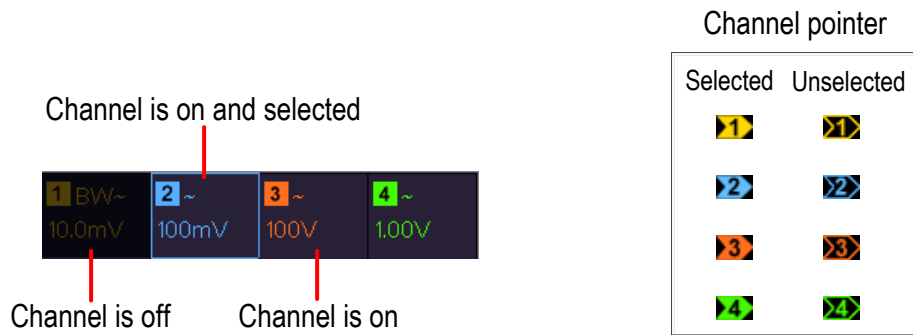 Channel pointer
Selected Unselected
Channel is on and selected
1 1
1 BW~ 2 ~ 3 ~ 4 ~
2 2
10.0mV 100mV 100V 1.00V
3 3
Channel is off Channel is on
4 4